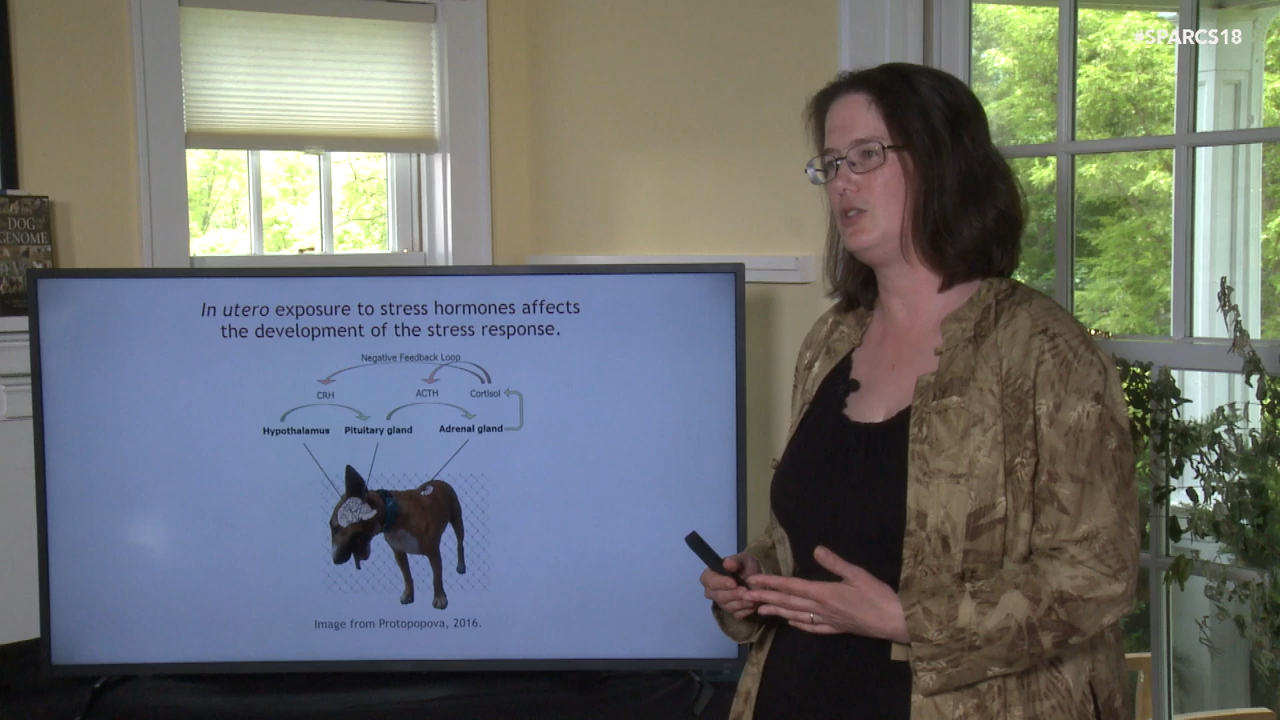 #SPARCS18
DOG
GENOME
In utero exposure to stress hormones affects
the development of the stress response.
Negative Feedback Loop
CRH
ACTH
Cortisol
Hypothalamus
Pituitary gland
Adrenal gland
Image from Protopopova, 2016.